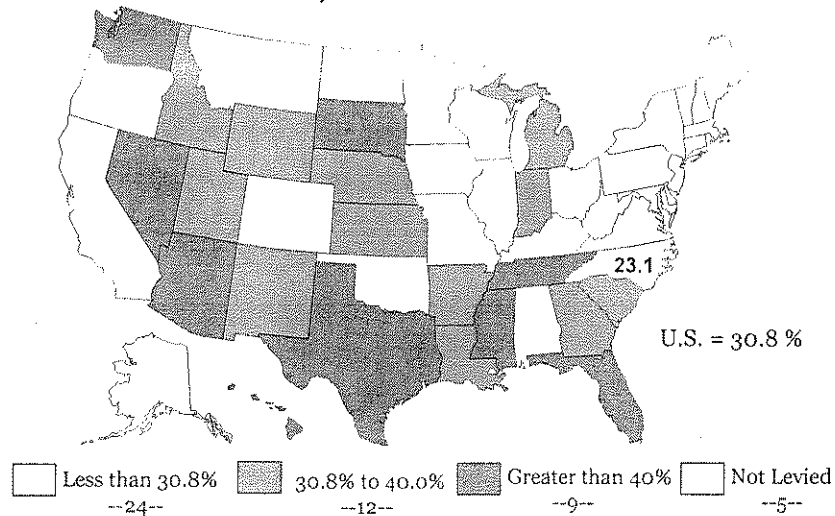 23.1
U.S. = 30.8 %
Less than 30.8% 30.8% to 40.0% Greater than 40% Not Levied
--24-- --12-- --9-- --5--